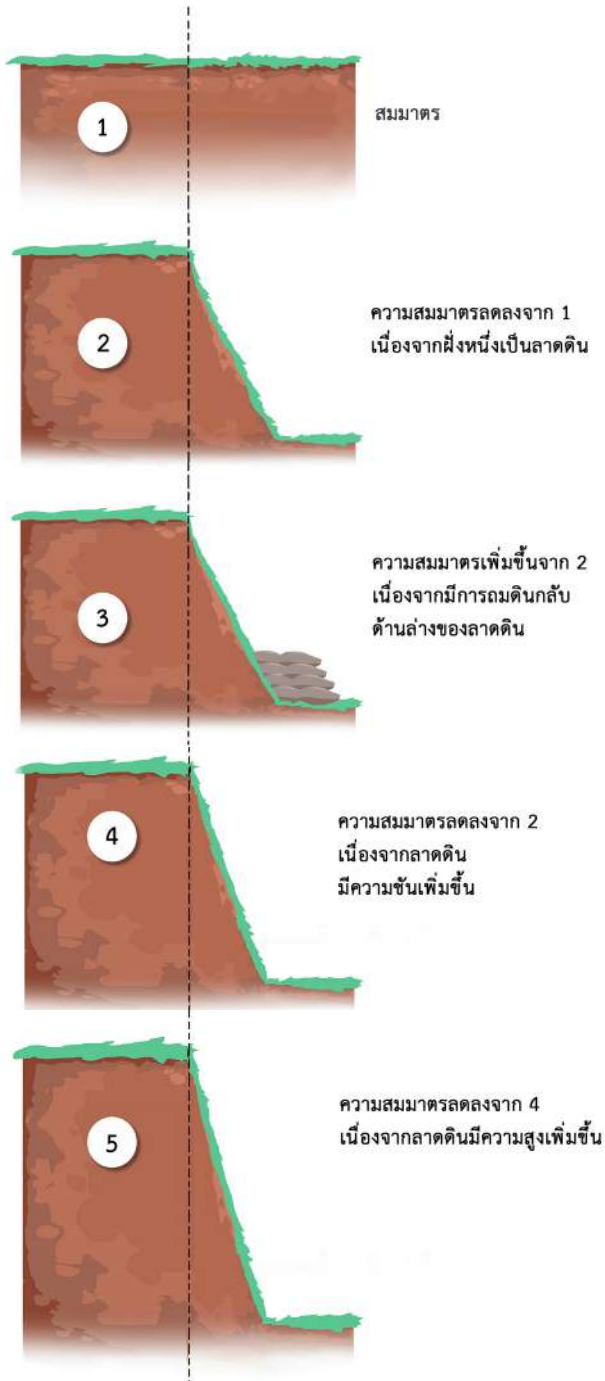 1
สมมาตร
2
ความสมมาตรลดลงจาก 1
เนื่องจากฝั่งหนึ่งเป็นลาดดิน
3
ความสมมาตรเพิ่มขึ้นจาก 2
เนื่องจากมีการถมดินกลับ
ด้านล่างของลาดดิน
4
ความสมมาตรลดลงจาก 2
เนื่องจากลาดดิน
มีความชันเพิ่มขึ้น
5
ความสมมาตรลดลงจาก 4
เนื่องจากลาดดินมีความสูงเพิ่มขึ้น